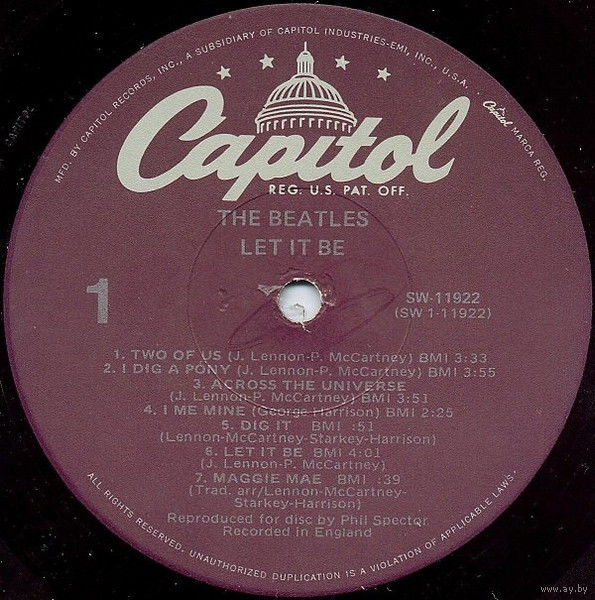 MFD. BY CAPITOL RECORDS, INC., A SUBSIDIARY OF CAPITOL INDUSTRIES-EMI, INC., U.S.A. · Capitol MARCA REG.
Capitol
REG. U.S. PAT. OFF.
THE BEATLES
LET IT BE
1
SW-11922
(SW 1-11922)
1. TWO OF US (J. Lennon-P. McCartney) BMI 3:33
2. I DIG A PONY (J. Lennon-P. McCartney) BMI 3:55
3. ACROSS THE UNIVERSE
(J. Lennon-P. McCartney) BMI 3:51
4. I ME MINE (George Harrison) BMI 2:25
5. DIG IT BMI :51
(Lennon-McCartney-Starkey-Harrison)
6. LET IT BE BMI 4:01
(J. Lennon-P. McCartney)
7. MAGGIE MAE BMI :39
(Trad. arr/Lennon-McCartney-
Starkey-Harrison)
Reproduced for disc by Phil Spector
Recorded in England
ALL RIGHTS RESERVED. UNAUTHORIZED DUPLICATION IS A VIOLATION OF APPLICABLE LAWS.
www.ay.by